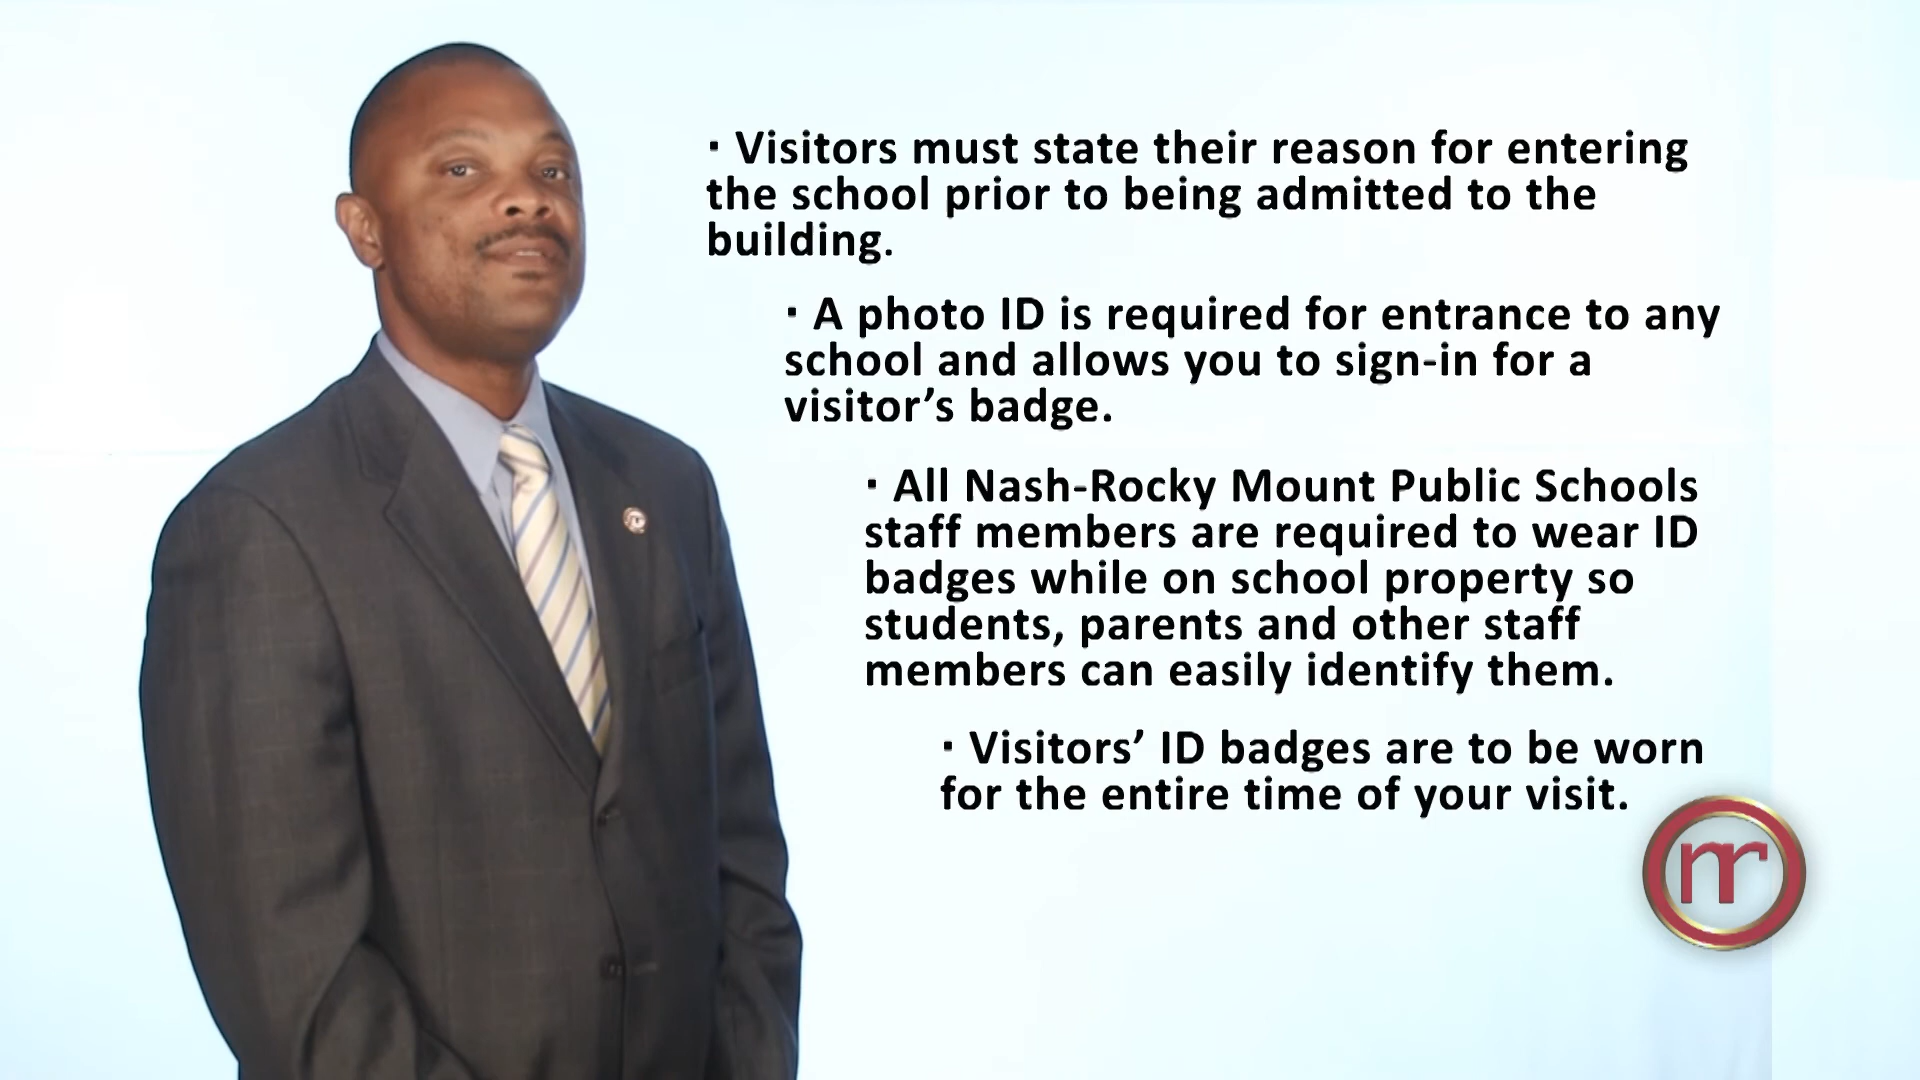 · Visitors must state their reason for entering
the school prior to being admitted to the
building.
· A photo ID is required for entrance to any
school and allows you to sign-in for a
visitor’s badge.
· All Nash-Rocky Mount Public Schools
staff members are required to wear ID
badges while on school property so
students, parents and other staff
members can easily identify them.
· Visitors’ ID badges are to be worn
for the entire time of your visit.
nr